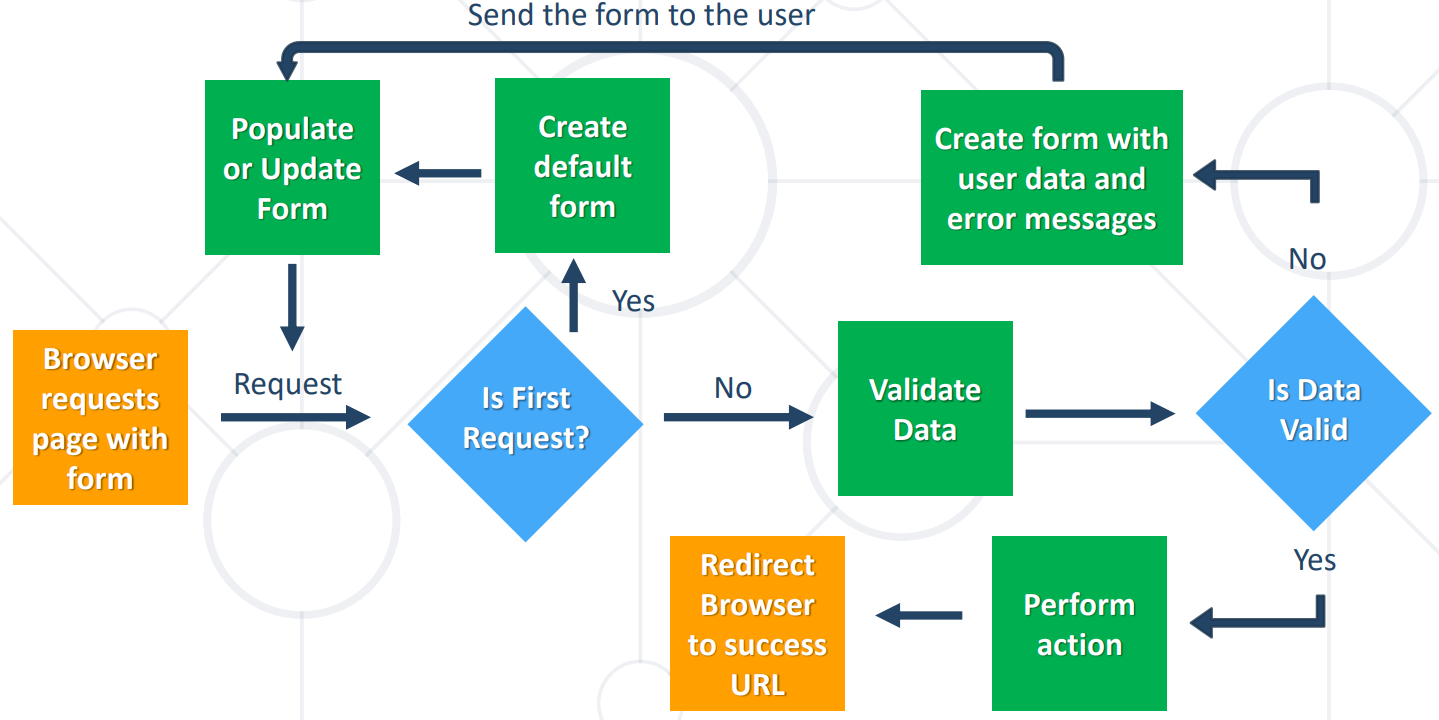 Send the form to the user
Populate
or Update
Form
Create
default
form
Create form with
user data and
error messages
No
Yes
Browser
requests
page with
form
Request
Is First
Request?
No
Validate
Data
Is Data
Valid
Yes
Redirect
Browser
to success
URL
Perform
action